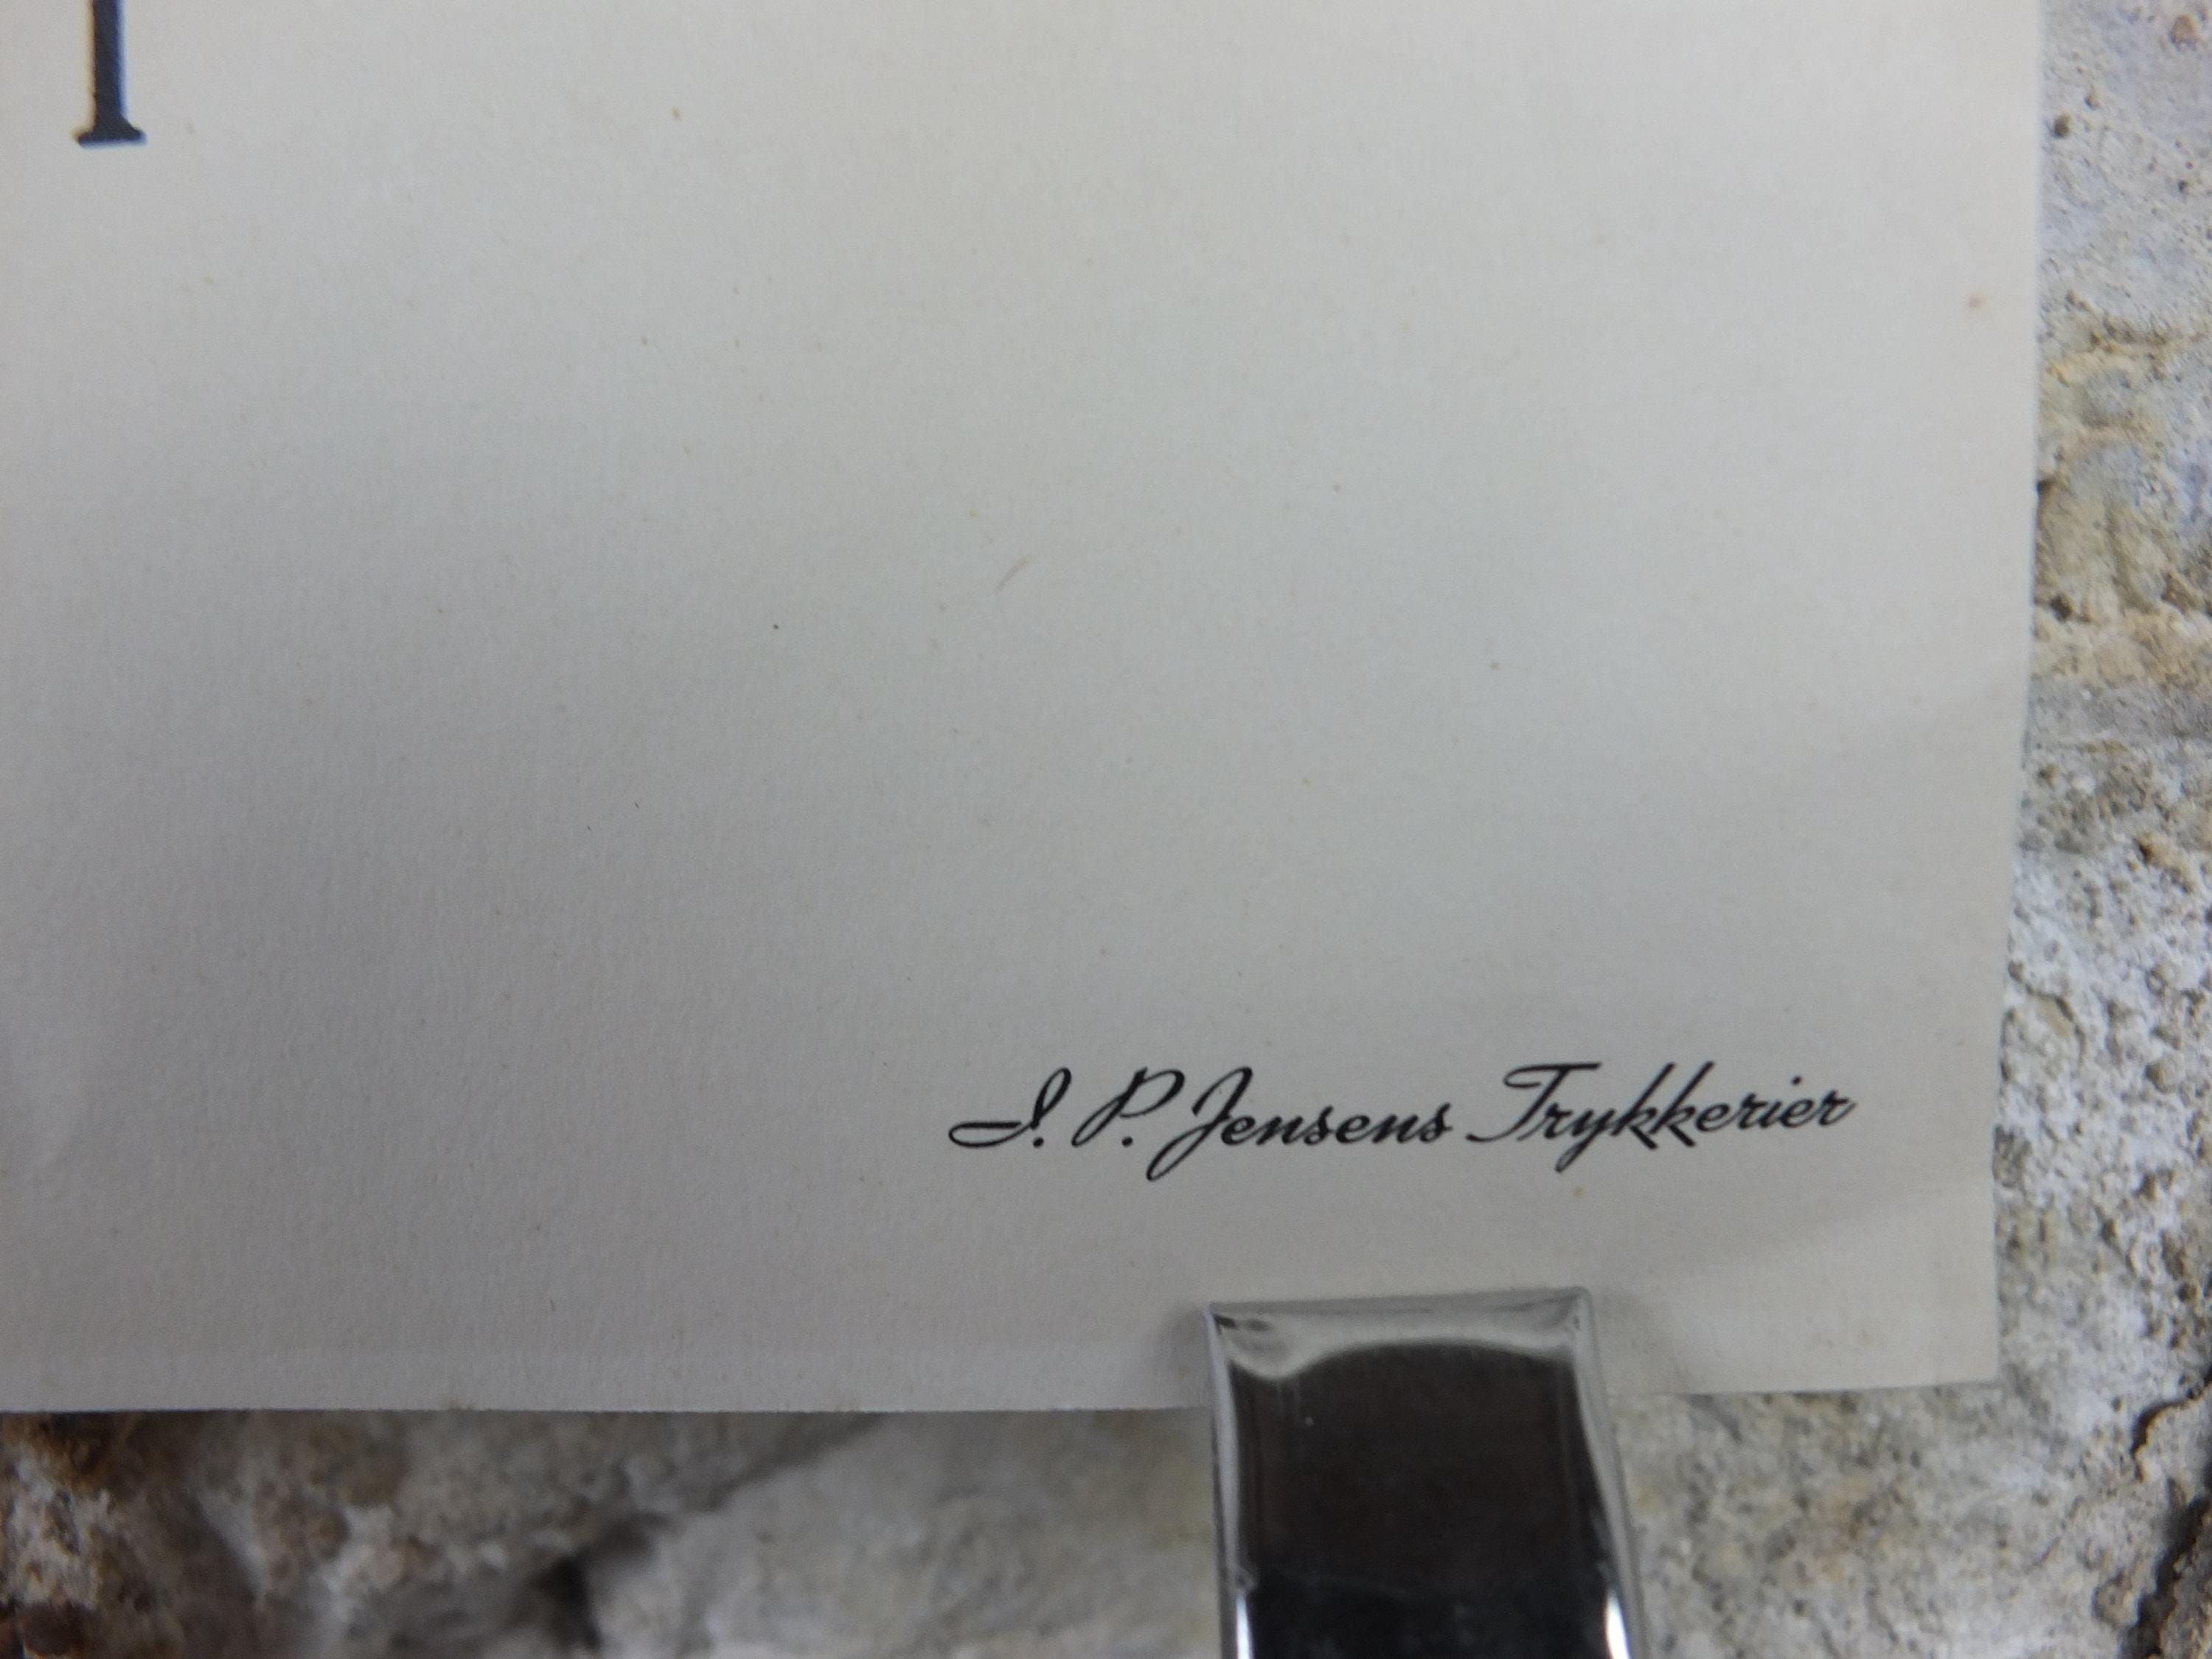 I. P. Jensens Trykkerier